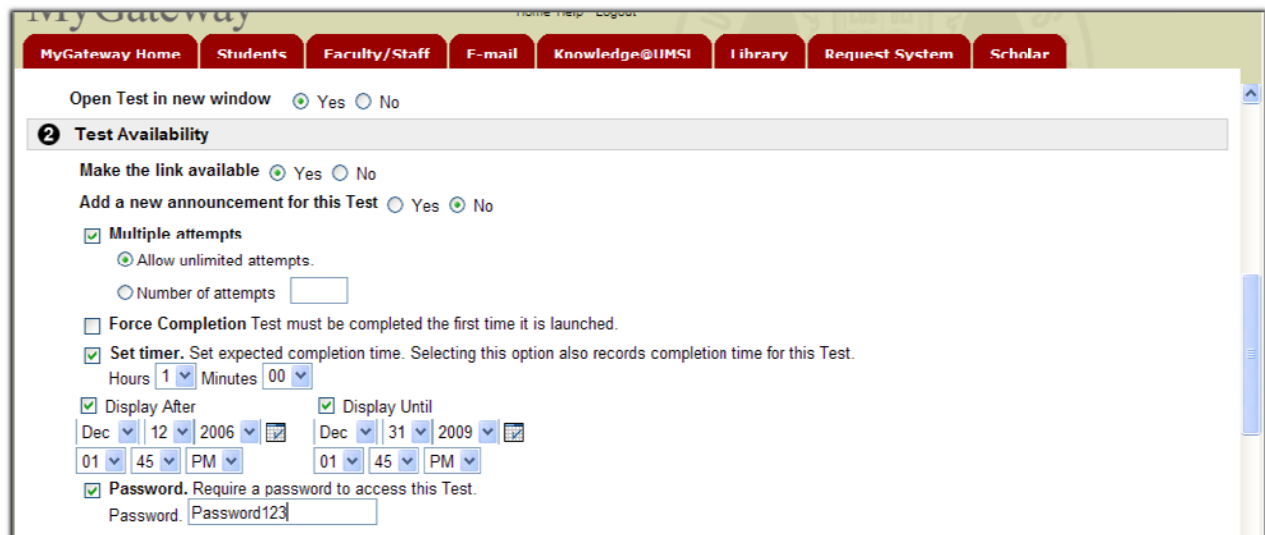 MyGateway
Home Help Logout
MyGateway Home Students Faculty/Staff E-mail Knowledge@UMSL Library Request System Scholar
Open Test in new window Yes No
2 Test Availability
Make the link available Yes No
Add a new announcement for this Test Yes No
Multiple attempts
Allow unlimited attempts.
Number of attempts
Force Completion Test must be completed the first time it is launched.
Set timer. Set expected completion time. Selecting this option also records completion time for this Test.
Hours 1 Minutes 00
Display After Display Until
Dec 12 2006 Dec 31 2009
01 45 PM 01 45 PM
Password. Require a password to access this Test.
Password. Password123